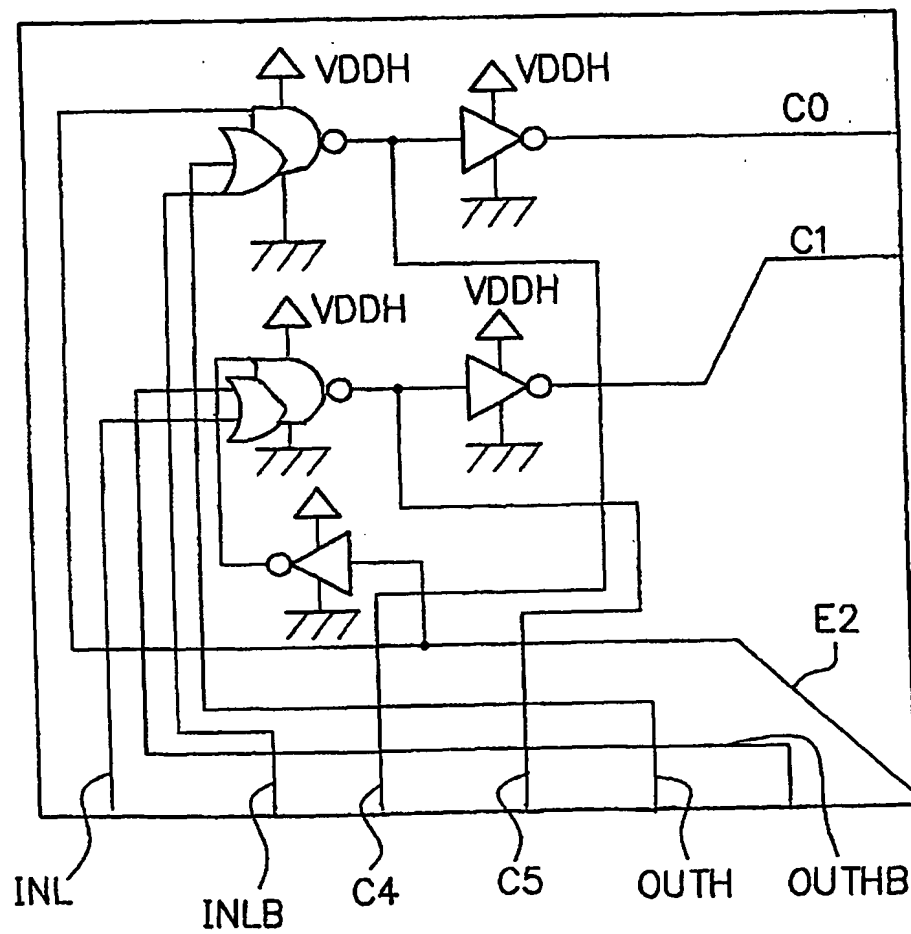 VDDH
VDDH
C0
C1
VDDH
VDDH
E2
INL
INLB
C4
C5
OUTH
OUTHB